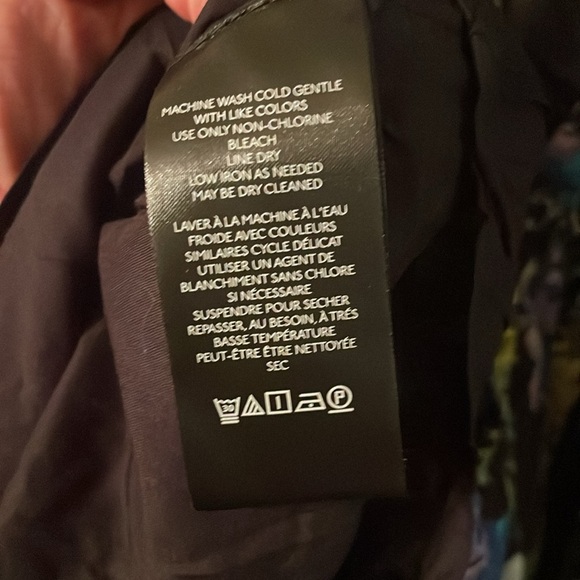 MACHINE WASH COLD GENTLE
WITH LIKE COLORS
USE ONLY NON-CHLORINE
BLEACH
LINE DRY
LOW IRON AS NEEDED
MAY BE DRY CLEANED
LAVER À LA MACHINE À L'EAU
FROIDE AVEC COULEURS
SIMILAIRES CYCLE DÉLICAT
UTILISER UN AGENT DE
BLANCHIMENT SANS CHLORE
SI NÉCESSAIRE
SUSPENDRE POUR SECHER
REPASSER, AU BESOIN, À TRÉS
BASSE TEMPÉRATURE
PEUT-ÊTRE ÊTRE NETTOYÉE
SEC
30 P